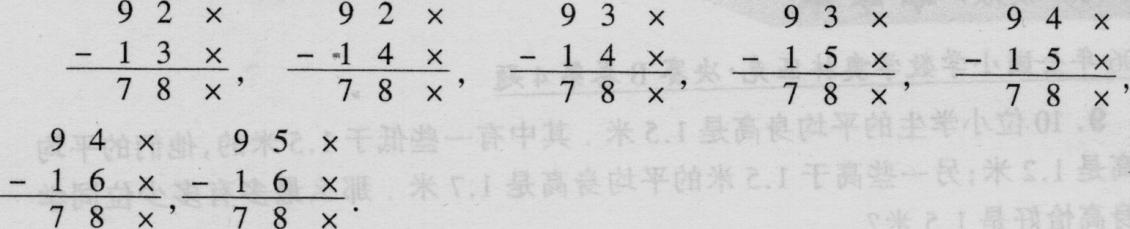 9 2 × 9 2 × 9 3 × 9 3 × 9 4 ×
- 1 3 × - 1 4 × - 1 4 × - 1 5 × - 1 5 ×
7 8 × , 7 8 × , 7 8 × , 7 8 × , 7 8 × ,
9 4 × 9 5 ×
- 1 6 × - 1 6 ×
7 8 × , 7 8 × .